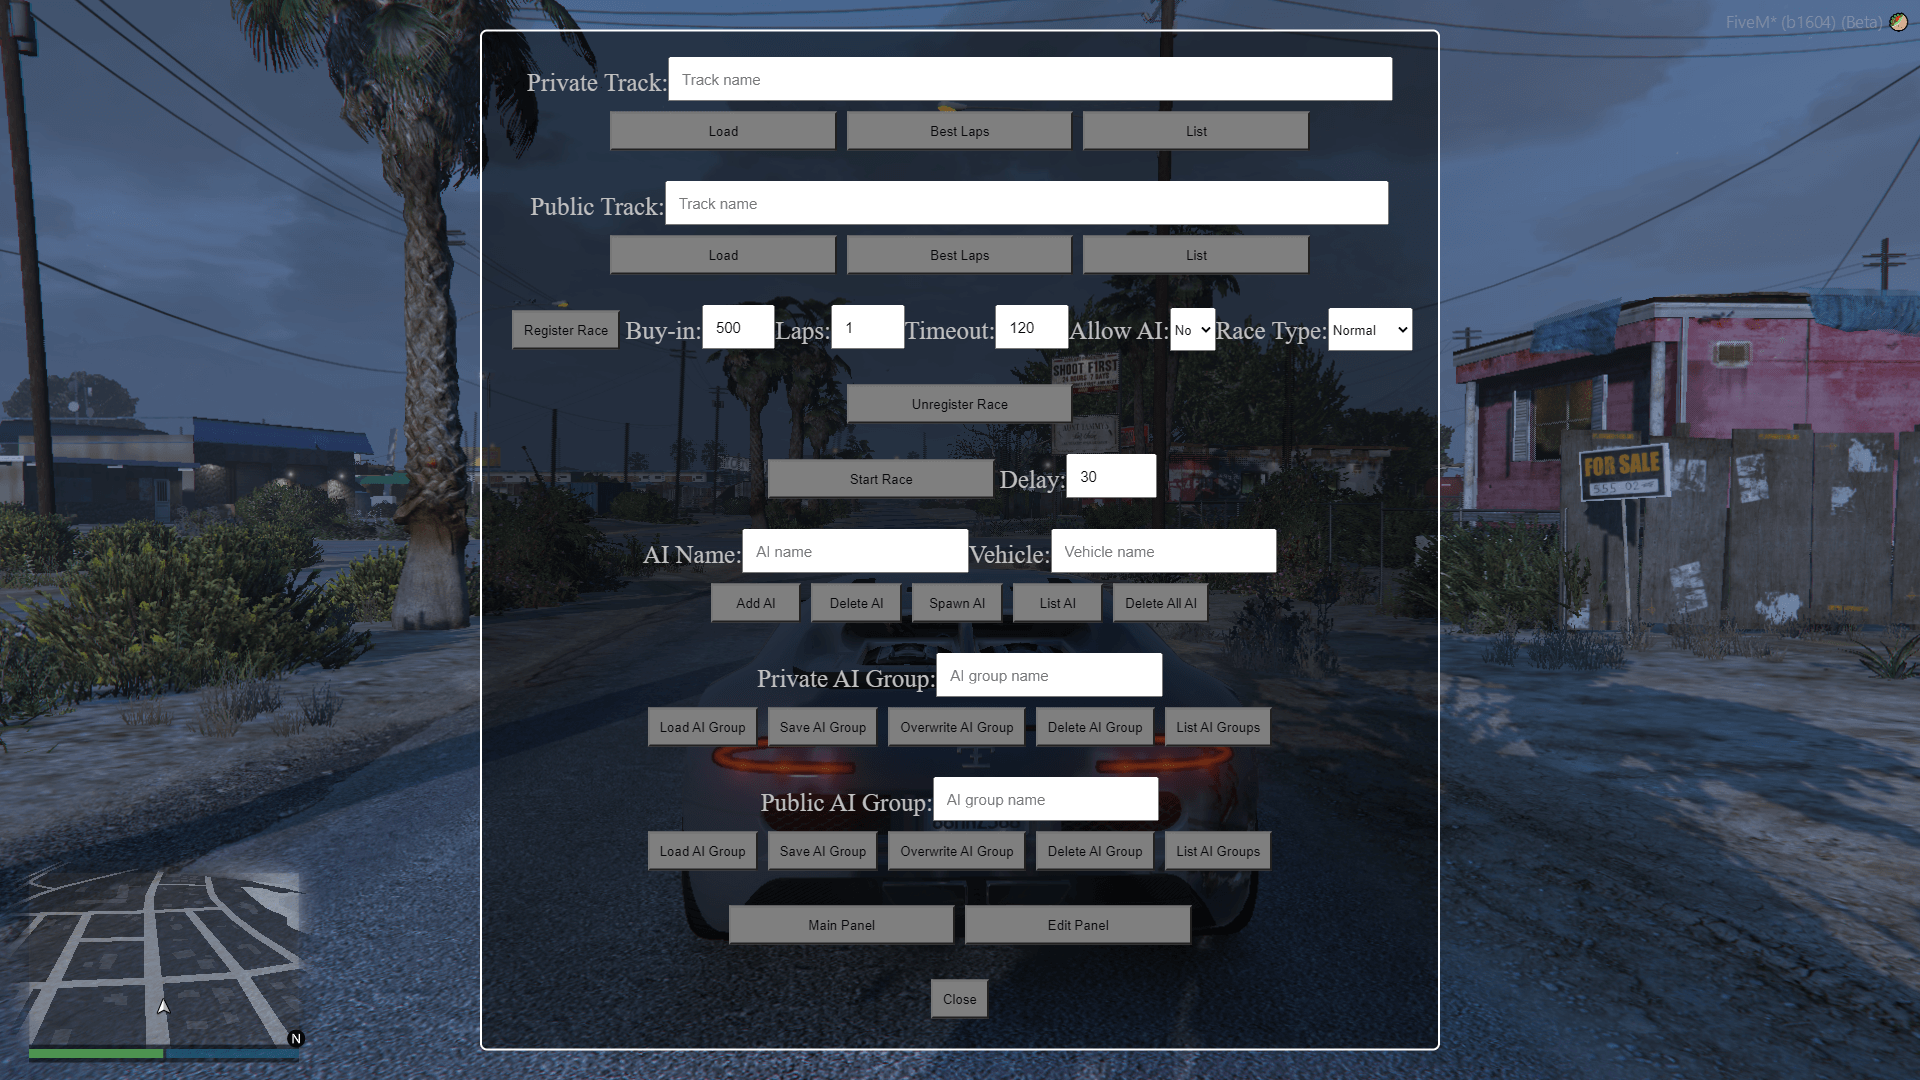 FiveM* (b1604) (Beta)
Private Track: Track name
Load Best Laps List
Public Track: Track name
Load Best Laps List
Register Race Buy-in: 500 Laps: 1 Timeout: 120 Allow AI: No Race Type: Normal
SHOOT FIRST
Unregister Race
FOR SALE
Start Race Delay: 30
AI Name: AI name Vehicle: Vehicle name
Add AI Delete AI Spawn AI List AI Delete All AI
Private AI Group: AI group name
Load AI Group Save AI Group Overwrite AI Group Delete AI Group List AI Groups
Public AI Group: AI group name
Load AI Group Save AI Group Overwrite AI Group Delete AI Group List AI Groups
Main Panel Edit Panel
Close
N